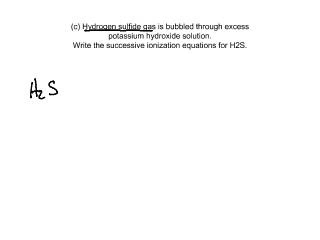 (c) Hydrogen sulfide gas is bubbled through excess
potassium hydroxide solution.
Write the successive ionization equations for H2S.
H2S